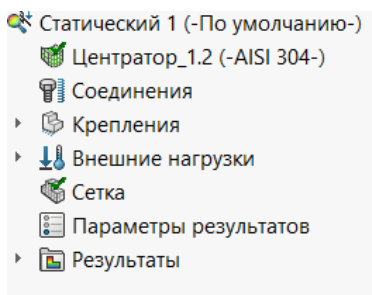 Статический 1 (-По умолчанию-)
Центратор_1.2 (-AISI 304-)
Соединения
Крепления
Внешние нагрузки
Сетка
Параметры результатов
Результаты